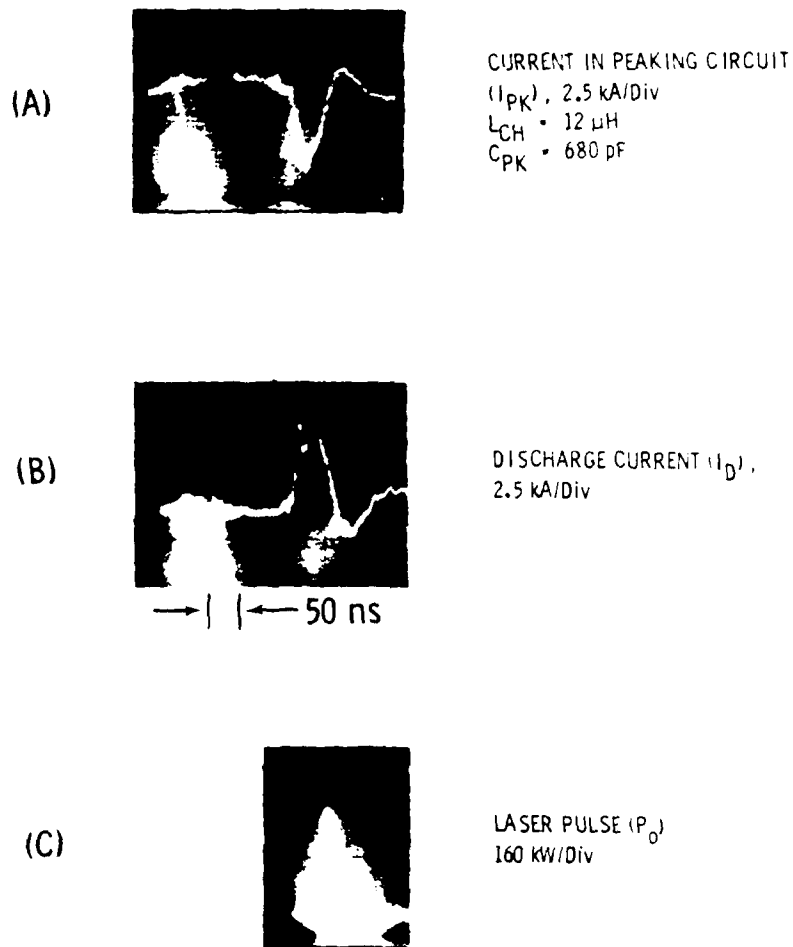 (A)
CURRENT IN PEAKING CIRCUIT
(I_PK), 2.5 kA/Div
L_CH · 12 μH
C_PK · 680 pF
(B)
DISCHARGE CURRENT (I_D),
2.5 kA/Div
50 ns
(C)
LASER PULSE (P_0)
160 KW/Div